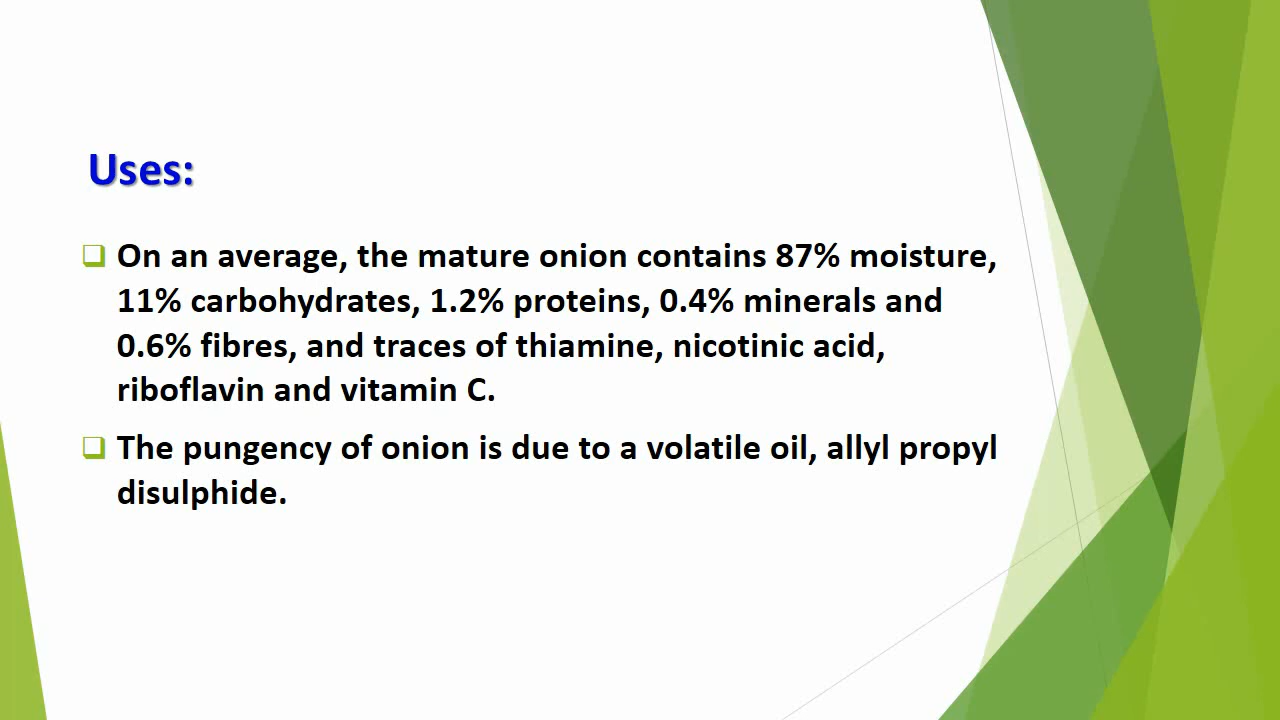 Uses:
On an average, the mature onion contains 87% moisture,
11% carbohydrates, 1.2% proteins, 0.4% minerals and
0.6% fibres, and traces of thiamine, nicotinic acid,
riboflavin and vitamin C.
The pungency of onion is due to a volatile oil, allyl propyl
disulphide.